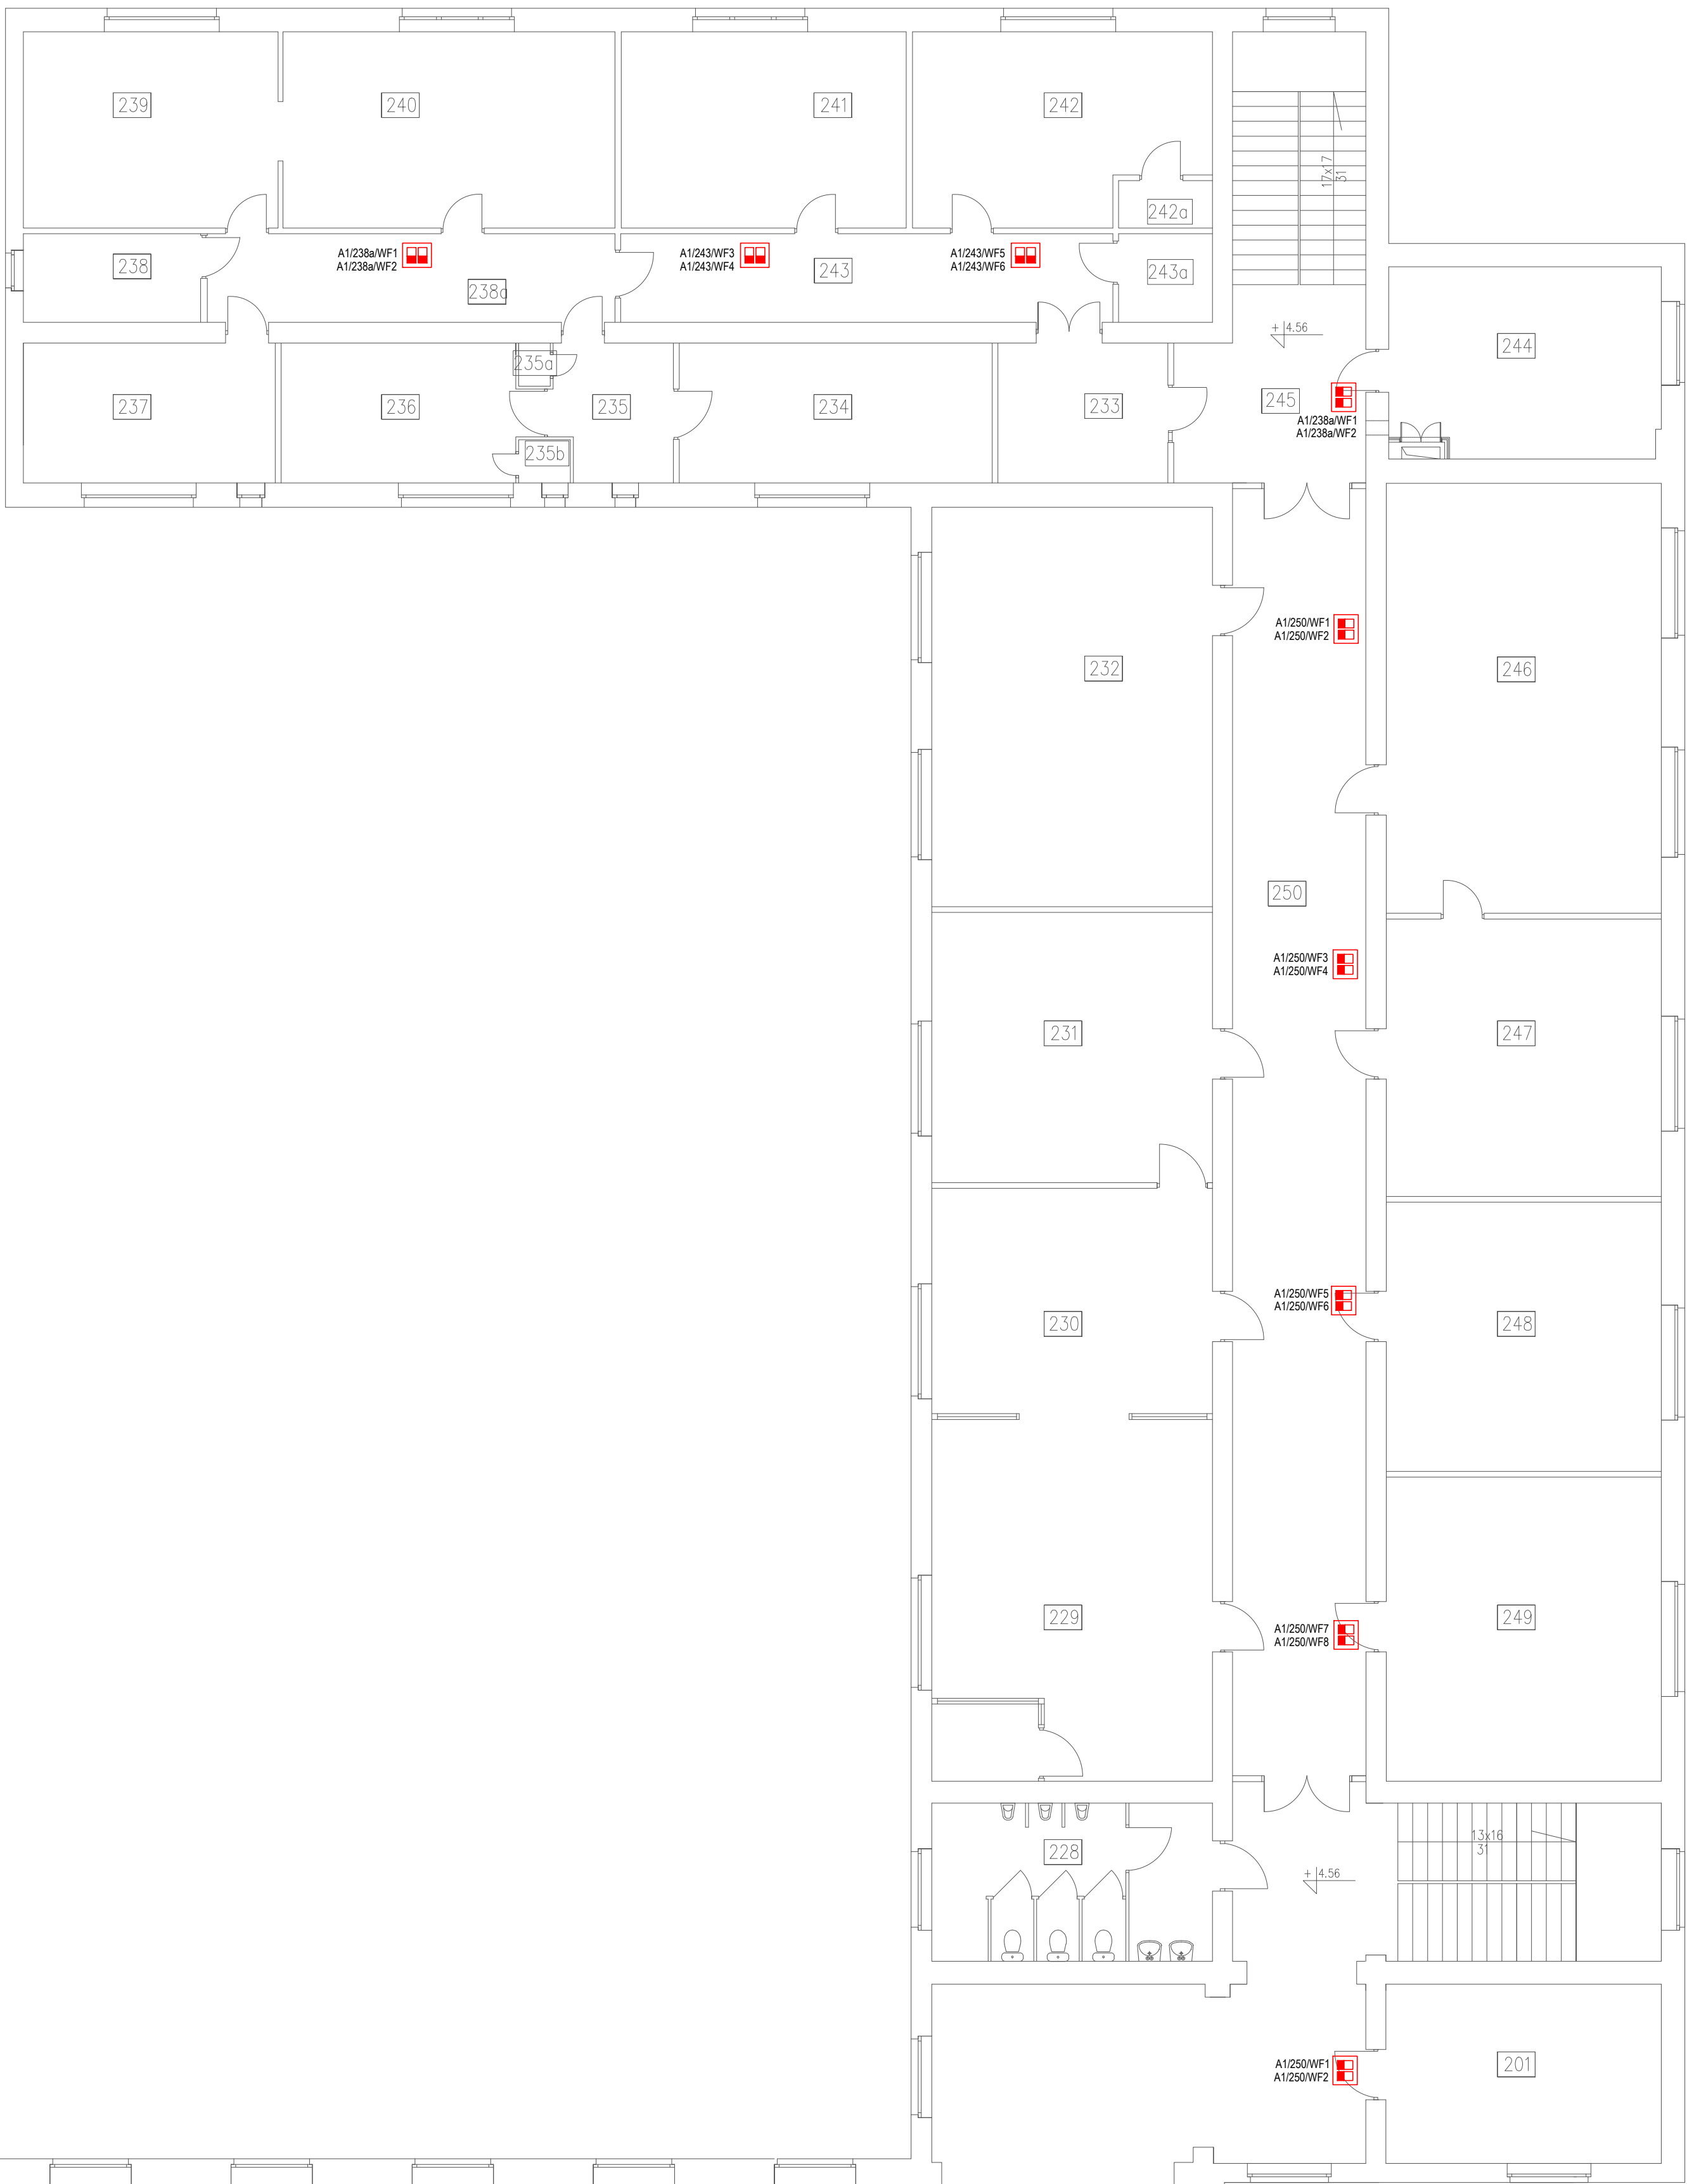 239
240
241
242
17x17
31
242a
238
A1/238a/WF1
A1/238a/WF2
238a
A1/243/WF3
A1/243/WF4
243
A1/243/WF5
A1/243/WF6
243a
+ 4.56
244
235a
237
236
235
234
233
245
A1/238a/WF1
A1/238a/WF2
235b
A1/250/WF1
A1/250/WF2
232
246
250
A1/250/WF3
A1/250/WF4
231
247
A1/250/WF5
A1/250/WF6
230
248
229
249
A1/250/WF7
A1/250/WF8
13x16
31
228
+ 4.56
A1/250/WF1
A1/250/WF2
201